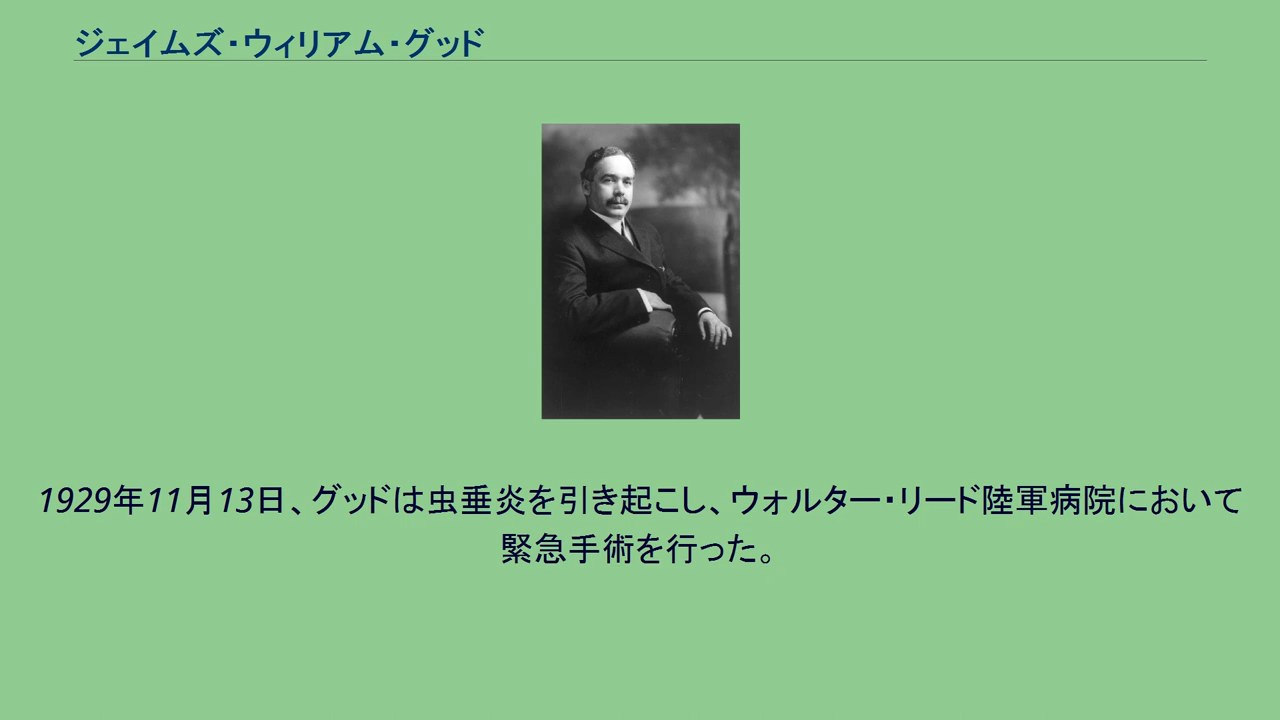 ジェイムズ・ウィリアム・グッド
1929年11月13日、グッドは虫垂炎を引き起こし、ウォルター・リード陸軍病院において
緊急手術を行った。